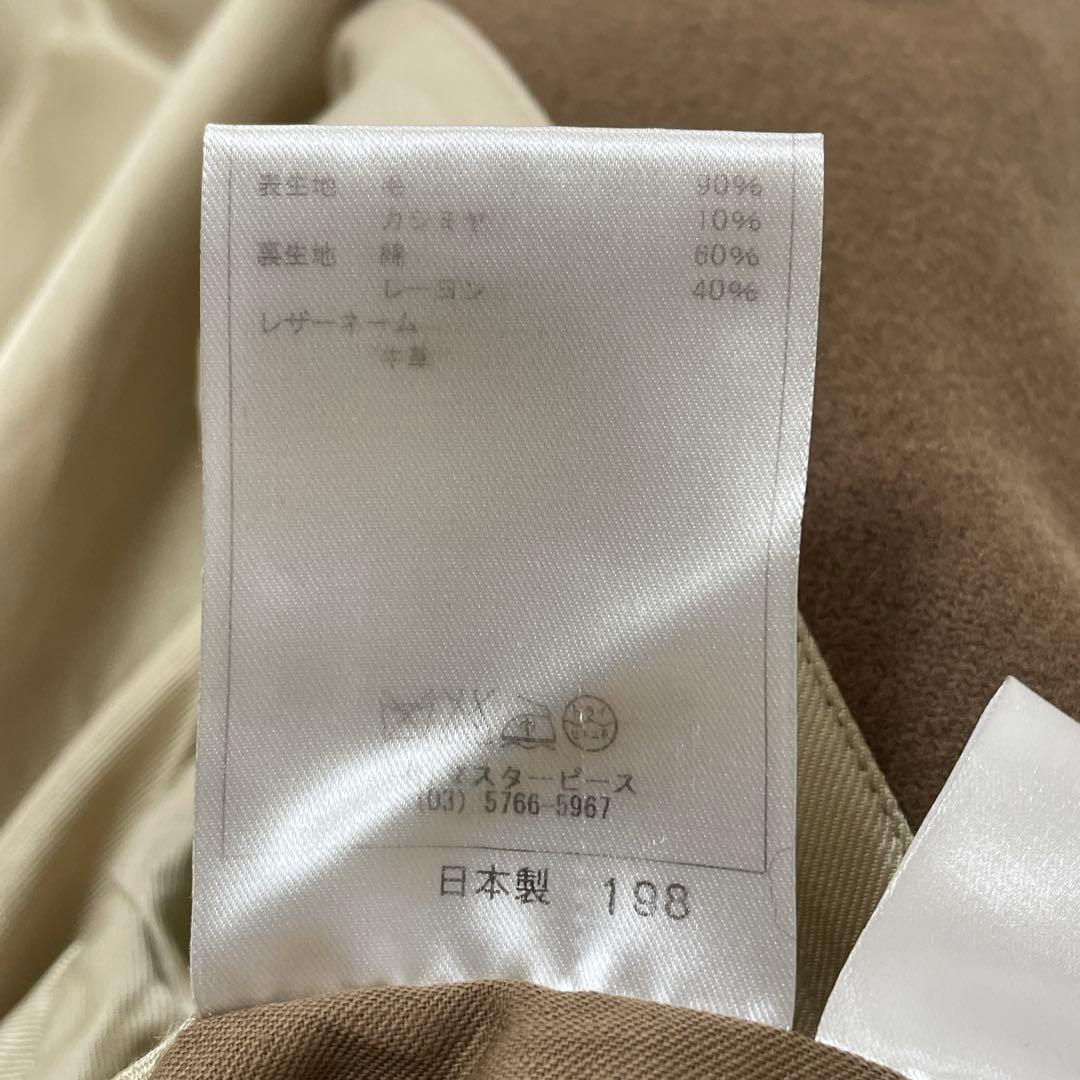 表生地 毛 90%
カシミヤ 10%
裏生地 綿 60%
レーヨン 40%
レザーネーム
牛革
マスターピース
(03) 5766-5967
日本製 198